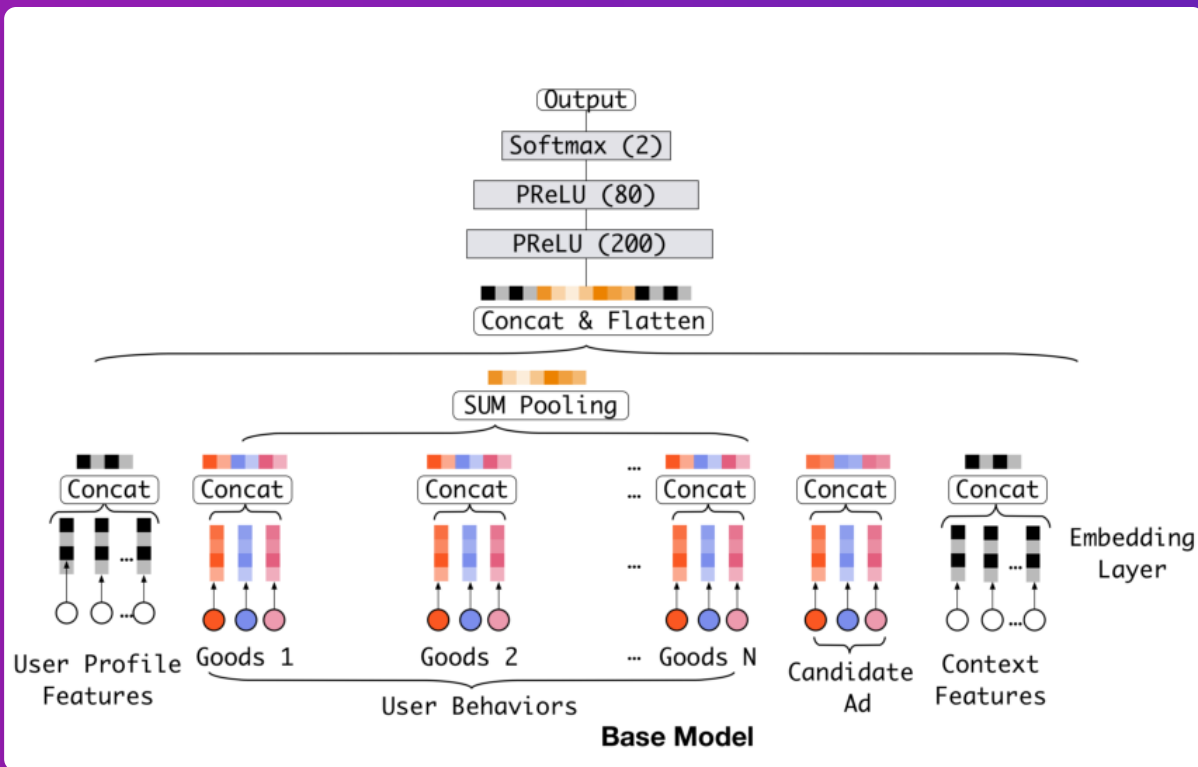 Output
Softmax (2)
PReLU (80)
PReLU (200)
Concat & Flatten
SUM Pooling
... 
Concat
Concat
Concat
...
Concat
Concat
Concat
...
...
...
Embedding
Layer
...
...
User Profile
Features
Goods 1
Goods 2
...
Goods N
Candidate
Ad
Context
Features
User Behaviors
Base Model